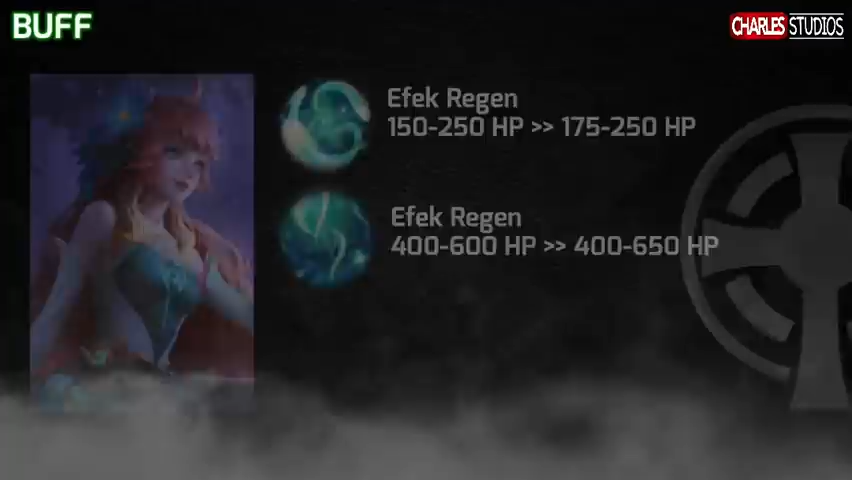 BUFF
CHARLES STUDIOS
Efek Regen
150-250 HP >> 175-250 HP
Efek Regen
400-600 HP >> 400-650 HP